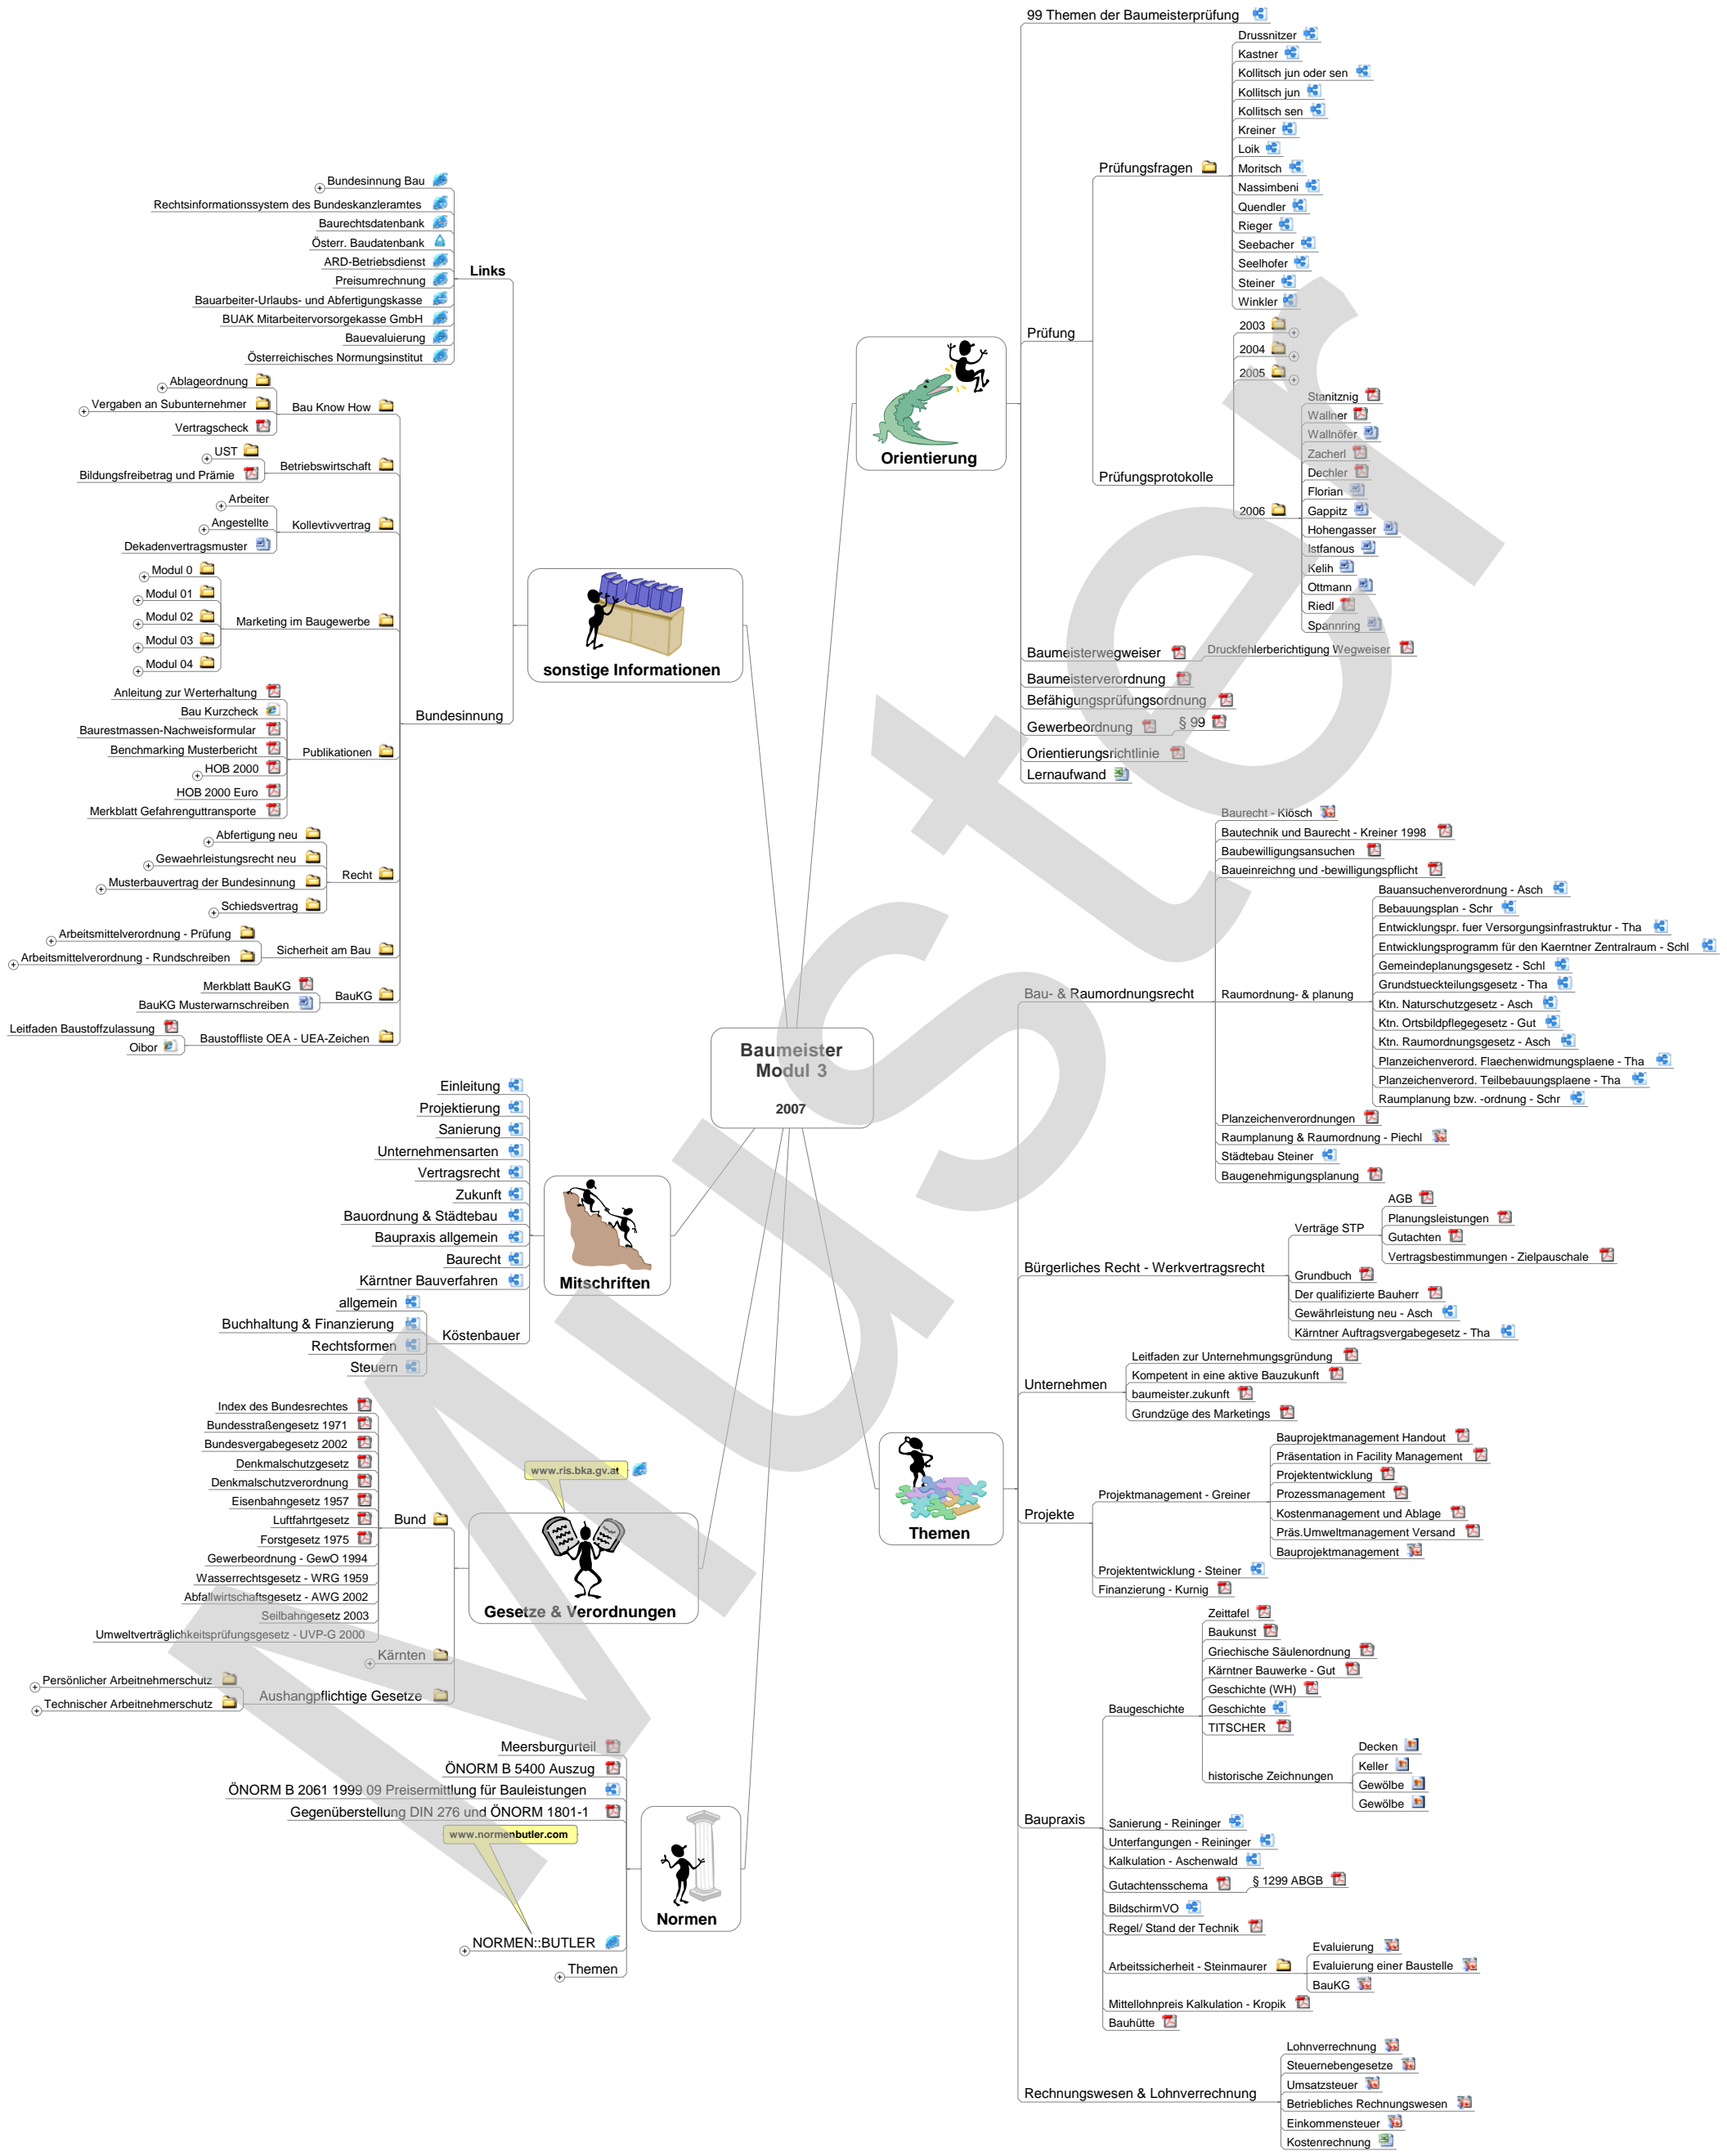 Baumeister
Modul 3
2007
Orientierung
99 Themen der Baumeisterprüfung
Prüfung
Prüfungsfragen
Drussnitzer
Kastner
Kollitsch jun oder sen
Kollitsch jun
Kollitsch sen
Kreiner
Loik
Moritsch
Nassimbeni
Quendler
Rieger
Seebacher
Seelhofer
Steiner
Winkler
Prüfungsprotokolle
2003
2004
2005
2006
Stanitznig
Wallner
Wallnöfer
Zacherl
Dechler
Florian
Gappitz
Hohengasser
Istfanous
Kelih
Ottmann
Riedl
Spannring
Baumeisterwegweiser
Druckfehlerberichtigung Wegweiser
Baumeisterverordnung
Befähigungsprüfungsordnung
Gewerbeordnung
§ 99
Orientierungsrichtlinie
Lernaufwand
Themen
Bau- & Raumordnungsrecht
Baurecht - Klösch
Bautechnik und Baurecht - Kreiner 1998
Baubewilligungsansuchen
Baueinreichng und -bewilligungspflicht
Raumordnung- & planung
Bauansuchenverordnung - Asch
Bebauungsplan - Schr
Entwicklungspr. fuer Versorgungsinfrastruktur - Tha
Entwicklungsprogramm für den Kaerntner Zentralraum - Schl
Gemeindeplanungsgesetz - Schl
Grundstueckteilungsgesetz - Tha
Ktn. Naturschutzgesetz - Asch
Ktn. Ortsbildpflegegesetz - Gut
Ktn. Raumordnungsgesetz - Asch
Planzeichenverord. Flaechenwidmungsplaene - Tha
Planzeichenverord. Teilbebauungsplaene - Tha
Raumplanung bzw. -ordnung - Schr
Planzeichenverordnungen
Raumplanung & Raumordnung - Piechl
Städtebau Steiner
Baugenehmigungsplanung
Bürgerliches Recht - Werkvertragsrecht
Verträge STP
AGB
Planungsleistungen
Gutachten
Vertragsbestimmungen - Zielpauschale
Grundbuch
Der qualifizierte Bauherr
Gewährleistung neu - Asch
Kärntner Auftragsvergabegesetz - Tha
Unternehmen
Leitfaden zur Unternehmungsgründung
Kompetent in eine aktive Bauzukunft
baumeister.zukunft
Grundzüge des Marketings
Projekte
Projektmanagement - Greiner
Bauprojektmanagement Handout
Präsentation in Facility Management
Projektentwicklung
Prozessmanagement
Kostenmanagement und Ablage
Präs.Umweltmanagement Versand
Bauprojektmanagement
Projektentwicklung - Steiner
Finanzierung - Kurnig
Baupraxis
Baugeschichte
Zeittafel
Baukunst
Griechische Säulenordnung
Kärntner Bauwerke - Gut
Geschichte (WH)
Geschichte
TITSCHER
historische Zeichnungen
Decken
Keller
Gewölbe
Gewölbe
Sanierung - Reininger
Unterfangungen - Reininger
Kalkulation - Aschenwald
Gutachtensschema
§ 1299 ABGB
BildschirmVO
Regel/ Stand der Technik
Arbeitssicherheit - Steinmaurer
Evaluierung
Evaluierung einer Baustelle
BauKG
Mittellohnpreis Kalkulation - Kropik
Bauhütte
Rechnungswesen & Lohnverrechnung
Lohnverrechnung
Steuernebengesetze
Umsatzsteuer
Betriebliches Rechnungswesen
Einkommensteuer
Kostenrechnung
sonstige Informationen
Links
Bundesinnung Bau
Rechtsinformationssystem des Bundeskanzleramtes
Baurechtsdatenbank
Österr. Baudatenbank
ARD-Betriebsdienst
Preisumrechnung
Bauarbeiter-Urlaubs- und Abfertigungskasse
BUAK Mitarbeitervorsorgekasse GmbH
Bauevaluierung
Österreichisches Normungsinstitut
Bundesinnung
Bau Know How
Ablageordnung
Vergaben an Subunternehmer
Vertragscheck
Betriebswirtschaft
UST
Bildungsfreibetrag und Prämie
Kollevtivvertrag
Arbeiter
Angestellte
Dekadenvertragsmuster
Marketing im Baugewerbe
Modul 0
Modul 01
Modul 02
Modul 03
Modul 04
Publikationen
Anleitung zur Werterhaltung
Bau Kurzcheck
Baurestmassen-Nachweisformular
Benchmarking Musterbericht
HOB 2000
HOB 2000 Euro
Merkblatt Gefahrenguttransporte
Recht
Abfertigung neu
Gewaehrleistungsrecht neu
Musterbauvertrag der Bundesinnung
Schiedsvertrag
Sicherheit am Bau
Arbeitsmittelverordnung - Prüfung
Arbeitsmittelverordnung - Rundschreiben
BauKG
Merkblatt BauKG
BauKG Musterwarnschreiben
Baustoffliste OEA - UEA-Zeichen
Leitfaden Baustoffzulassung
Oibor
Mitschriften
Einleitung
Projektierung
Sanierung
Unternehmensarten
Vertragsrecht
Zukunft
Bauordnung & Städtebau
Baupraxis allgemein
Baurecht
Kärntner Bauverfahren
Köstenbauer
allgemein
Buchhaltung & Finanzierung
Rechtsformen
Steuern
Gesetze & Verordnungen
www.ris.bka.gv.at
Bund
Index des Bundesrechtes
Bundesstraßengesetz 1971
Bundesvergabegesetz 2002
Denkmalschutzgesetz
Denkmalschutzverordnung
Eisenbahngesetz 1957
Luftfahrtgesetz
Forstgesetz 1975
Gewerbeordnung - GewO 1994
Wasserrechtsgesetz - WRG 1959
Abfallwirtschaftsgesetz - AWG 2002
Seilbahngesetz 2003
Umweltverträglichkeitsprüfungsgesetz - UVP-G 2000
Kärnten
Aushangpflichtige Gesetze
Persönlicher Arbeitnehmerschutz
Technischer Arbeitnehmerschutz
Normen
Meersburgurteil
ÖNORM B 5400 Auszug
ÖNORM B 2061 1999 09 Preisermittlung für Bauleistungen
Gegenüberstellung DIN 276 und ÖNORM 1801-1
www.normenbutler.com
NORMEN::BUTLER
Themen
Muster